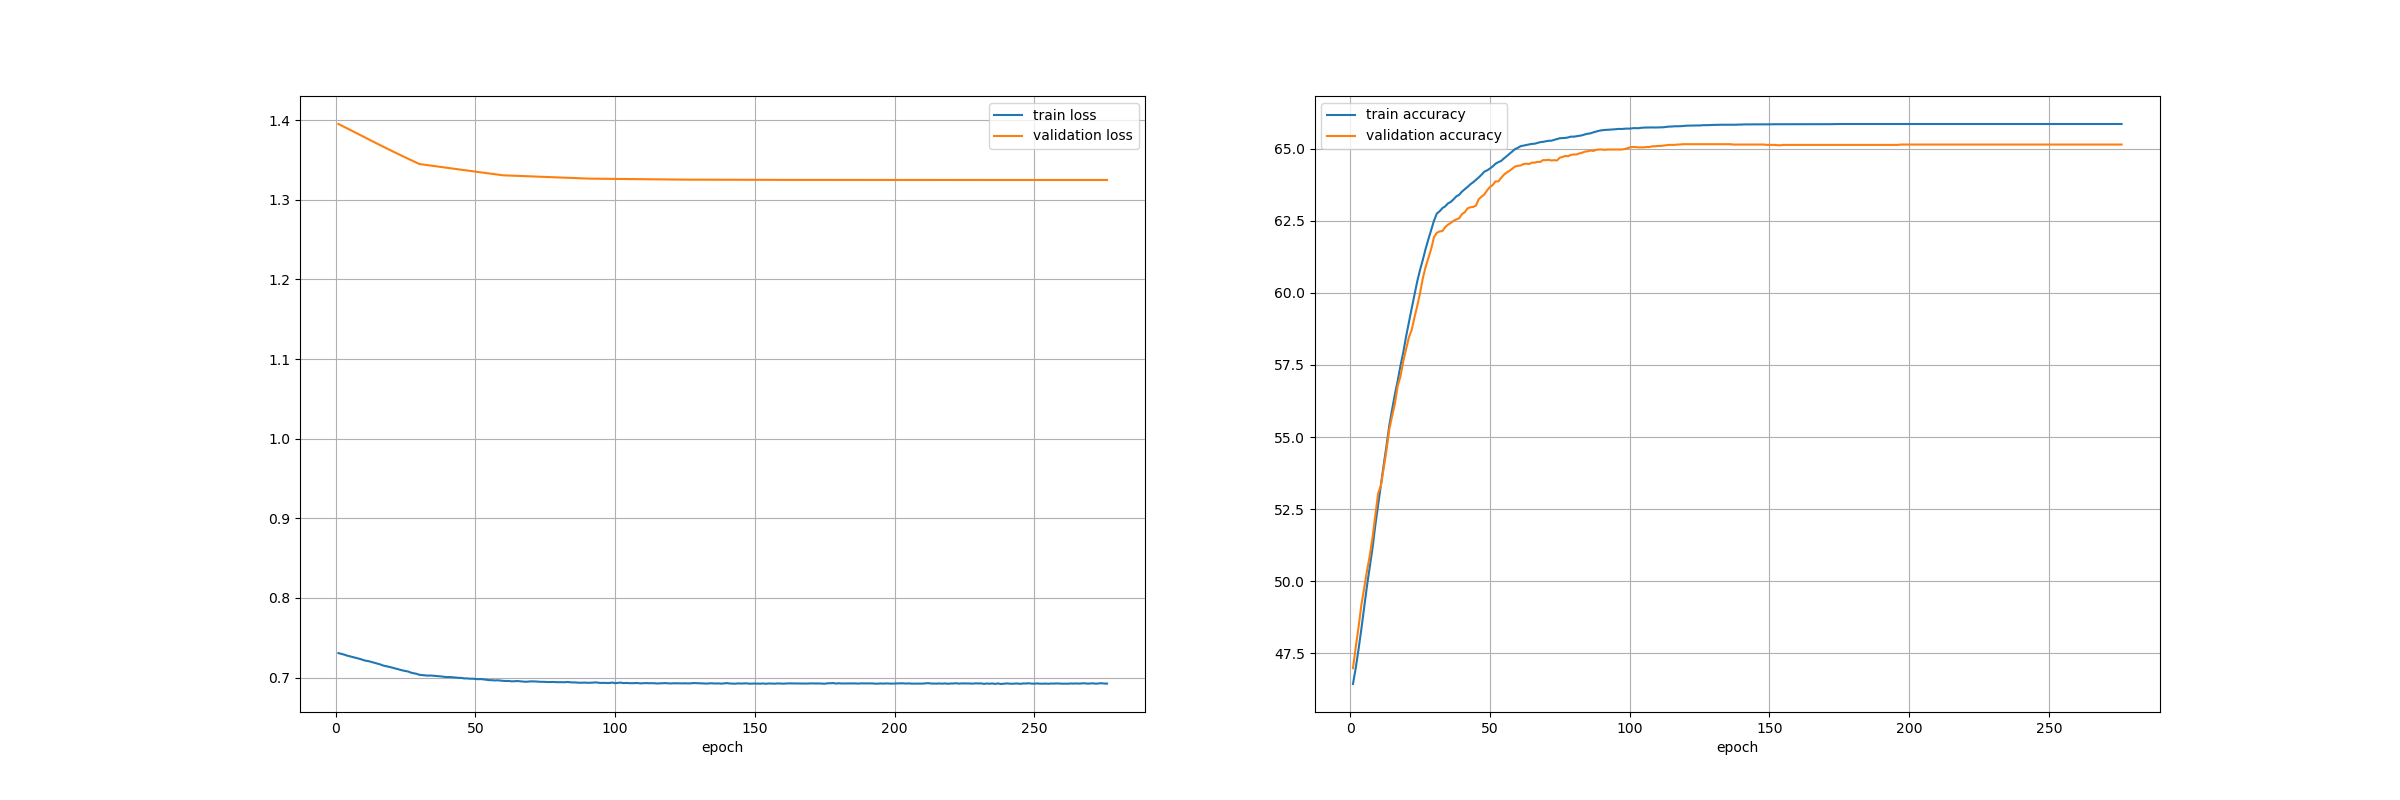 train loss
validation loss
1.4
1.3
1.2
1.1
1.0
0.9
0.8
0.7
0 50 100 150 200 250
epoch
train accuracy
validation accuracy
65.0
62.5
60.0
57.5
55.0
52.5
50.0
47.5
0 50 100 150 200 250
epoch